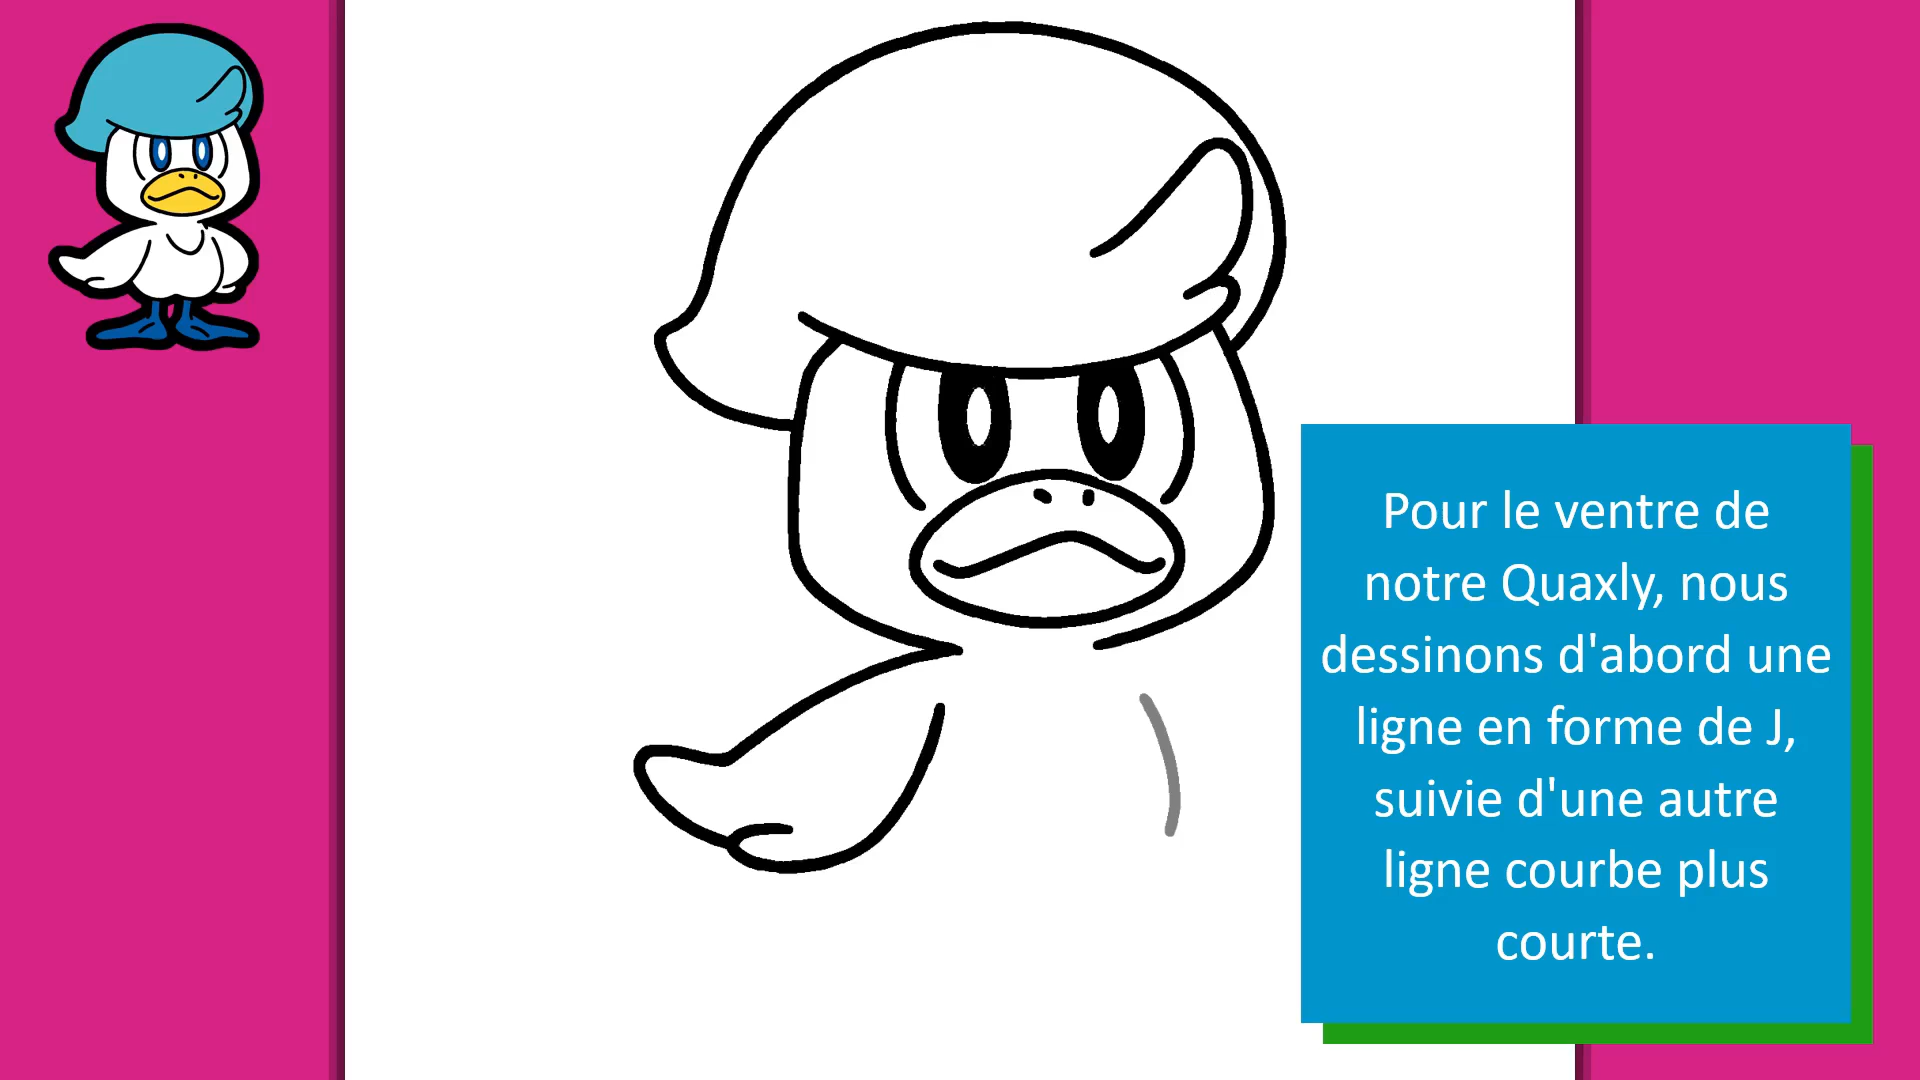 Pour le ventre de
notre Quaxly, nous
dessinons d'abord une
ligne en forme de J,
suivie d'une autre
ligne courbe plus
courte.